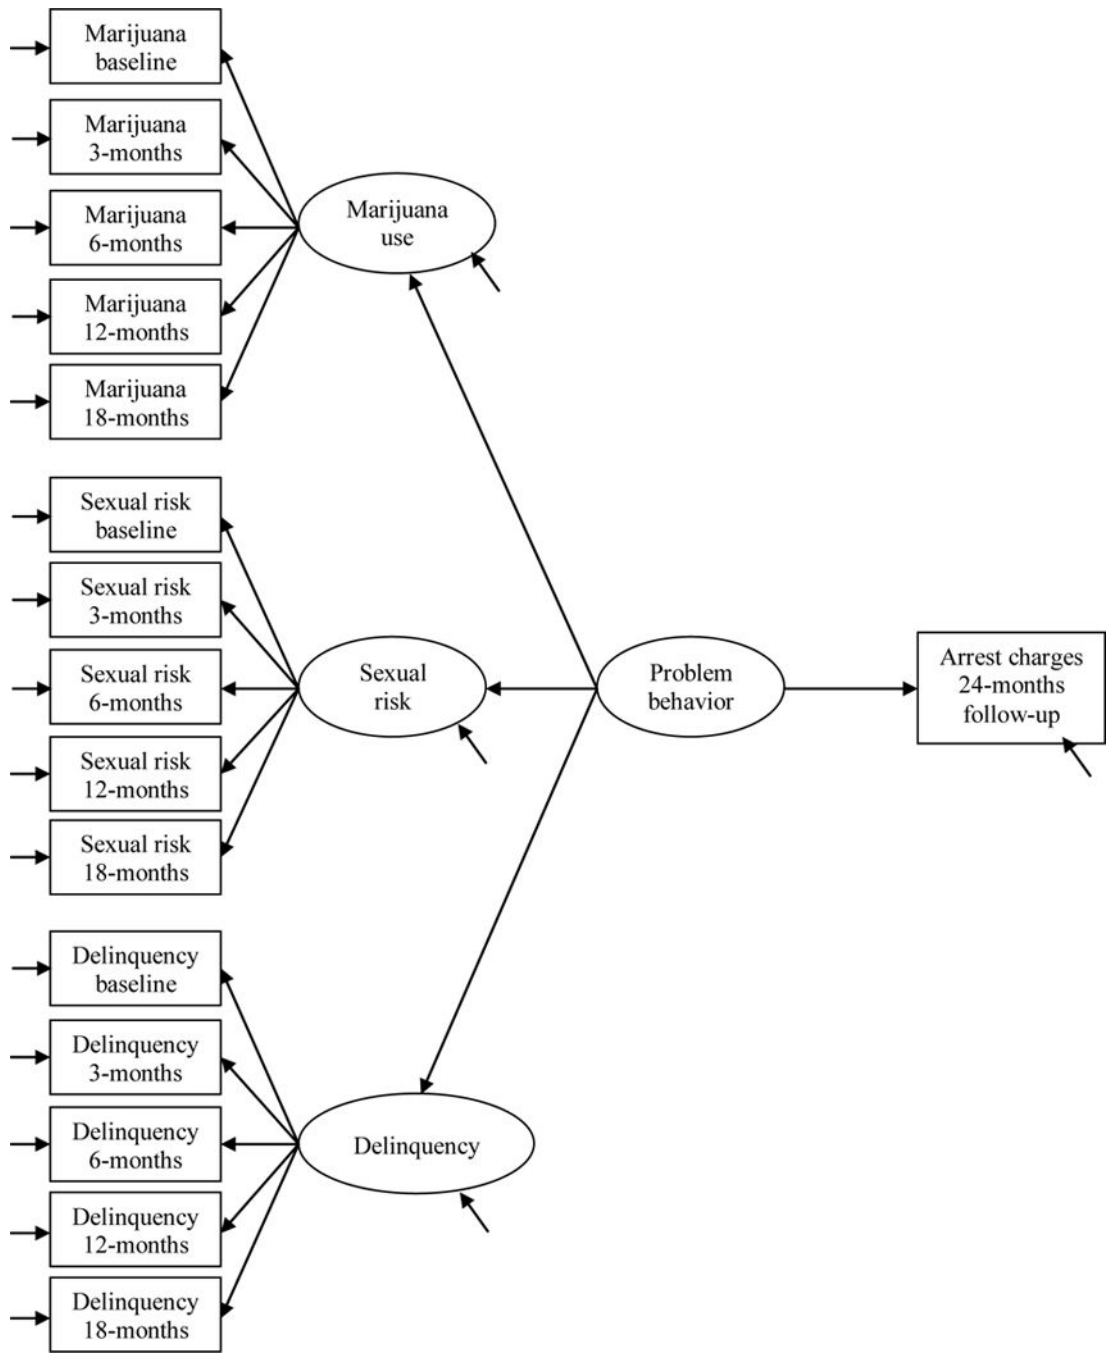 Marijuana
baseline
Marijuana
3-months
Marijuana
6-months
Marijuana
12-months
Marijuana
18-months
Marijuana
use
Sexual risk
baseline
Sexual risk
3-months
Sexual risk
6-months
Sexual risk
12-months
Sexual risk
18-months
Sexual
risk
Problem
behavior
Arrest charges
24-months
follow-up
Delinquency
baseline
Delinquency
3-months
Delinquency
6-months
Delinquency
12-months
Delinquency
18-months
Delinquency